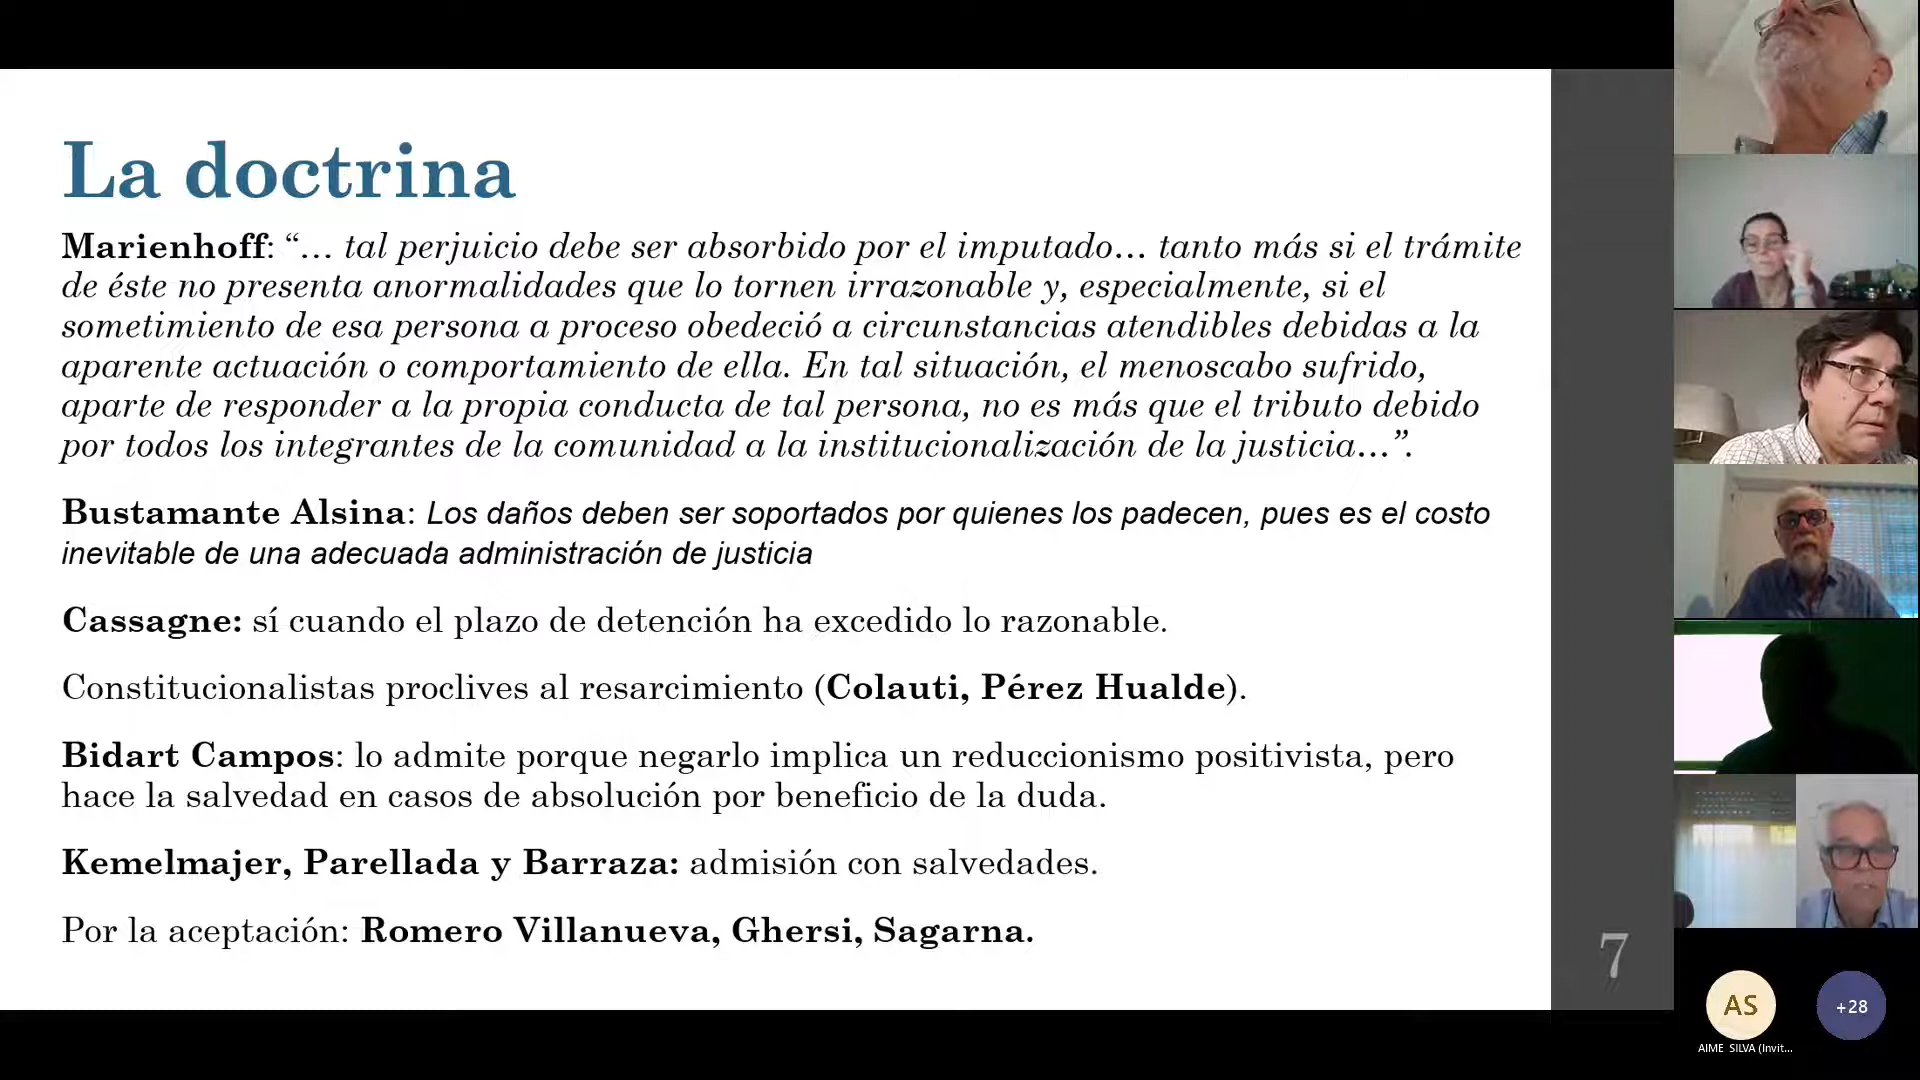 La doctrina
Marienhoff: “… tal perjuicio debe ser absorbido por el imputado… tanto más si el trámite
de éste no presenta anormalidades que lo tornen irrazonable y, especialmente, si el
sometimiento de esa persona a proceso obedeció a circunstancias atendibles debidas a la
aparente actuación o comportamiento de ella. En tal situación, el menoscabo sufrido,
aparte de responder a la propia conducta de tal persona, no es más que el tributo debido
por todos los integrantes de la comunidad a la institucionalización de la justicia…”.
Bustamante Alsina: Los daños deben ser soportados por quienes los padecen, pues es el costo
inevitable de una adecuada administración de justicia
Cassagne: sí cuando el plazo de detención ha excedido lo razonable.
Constitucionalistas proclives al resarcimiento (Colauti, Pérez Hualde).
Bidart Campos: lo admite porque negarlo implica un reduccionismo positivista, pero
hace la salvedad en casos de absolución por beneficio de la duda.
Kemelmajer, Parellada y Barraza: admisión con salvedades.
Por la aceptación: Romero Villanueva, Ghersi, Sagarna.
7
AS
+28
AIME SILVA (Invit...